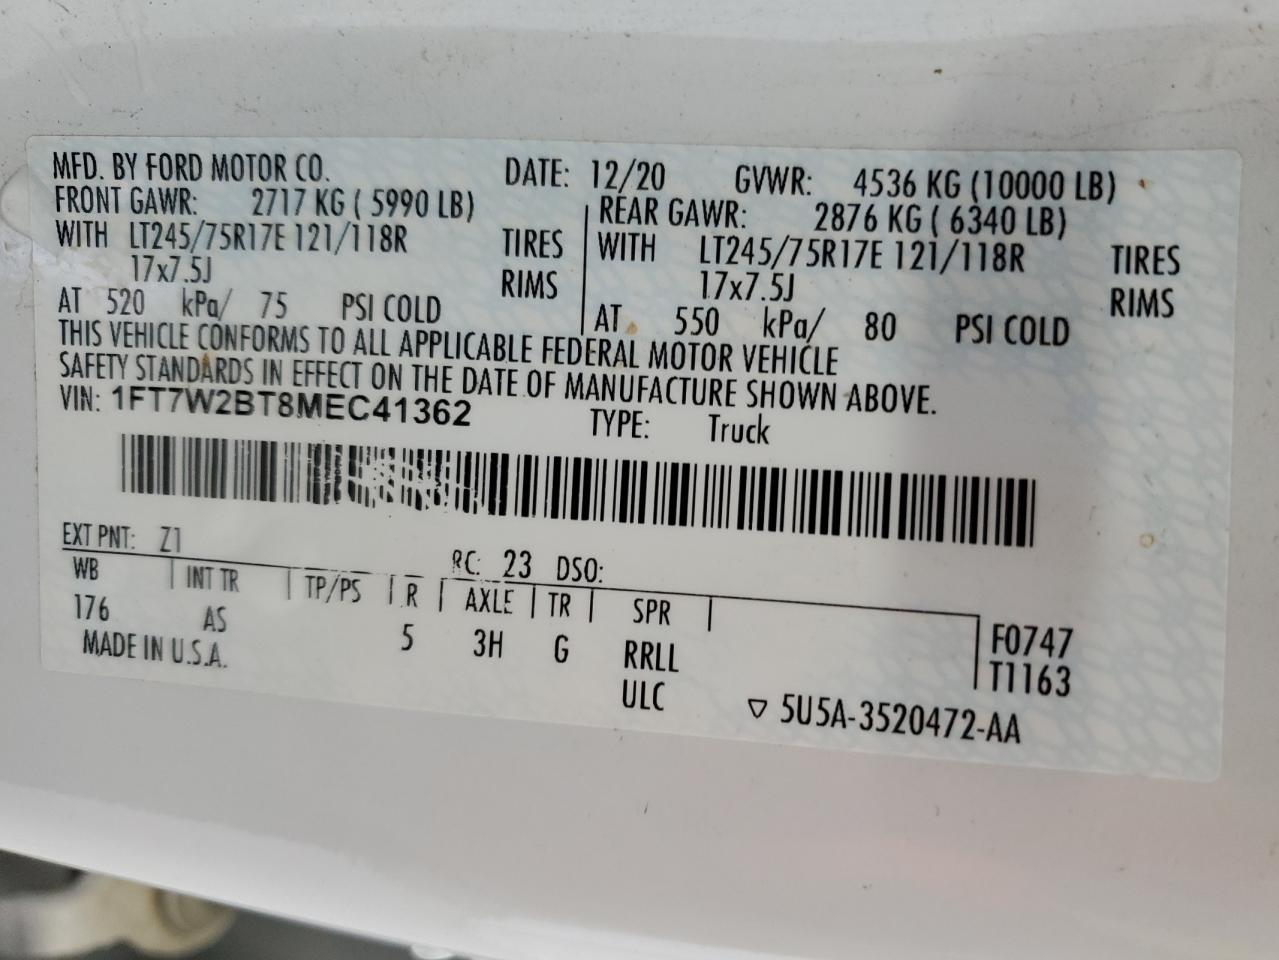 MFD. BY FORD MOTOR CO. DATE: 12/20 GVWR: 4536 KG (10000 LB)
FRONT GAWR: 2717 KG ( 5990 LB) REAR GAWR: 2876 KG ( 6340 LB)
WITH LT245/75R17E 121/118R TIRES WITH LT245/75R17E 121/118R TIRES
17x7.5J RIMS 17x7.5J RIMS
AT 520 kPa/ 75 PSI COLD AT 550 kPa/ 80 PSI COLD
THIS VEHICLE CONFORMS TO ALL APPLICABLE FEDERAL MOTOR VEHICLE
SAFETY STANDARDS IN EFFECT ON THE DATE OF MANUFACTURE SHOWN ABOVE.
VIN: 1FT7W2BT8MEC41362 TYPE: Truck
EXT PNT: Z1 RC: 23 DSO:
WB INT TR TP/PS R AXLE TR SPR F0747
176 AS 5 3H G RRLL T1163
MADE IN U.S.A. ULC ▽ 5U5A-3520472-AA